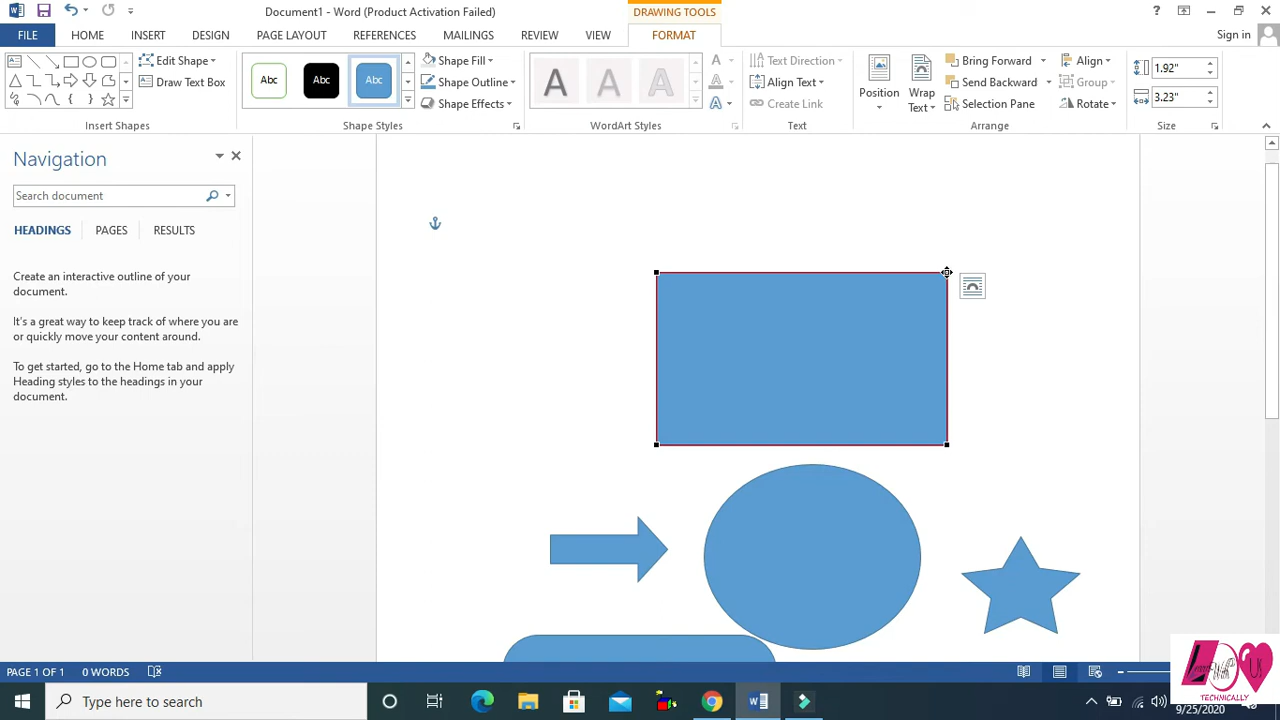 Document1 - Word (Product Activation Failed)
DRAWING TOOLS
?
FILE
HOME
INSERT
DESIGN
PAGE LAYOUT
REFERENCES
MAILINGS
REVIEW
VIEW
FORMAT
Sign in
Edit Shape
Draw Text Box
Insert Shapes
Abc
Abc
Abc
Shape Fill
Shape Outline
Shape Effects
Shape Styles
A
A
A
A
A
A
WordArt Styles
Text Direction
Align Text
Create Link
Text
Position
Wrap
Text
Bring Forward
Send Backward
Selection Pane
Align
Group
Rotate
Arrange
1.92"
3.23"
Size
Navigation
Search document
HEADINGS
PAGES
RESULTS
Create an interactive outline of your
document.
It's a great way to keep track of where you are
or quickly move your content around.
To get started, go to the Home tab and apply
Heading styles to the headings in your
document.
PAGE 1 OF 1
0 WORDS
Type here to search
9/25/2020
TECHNICALLY